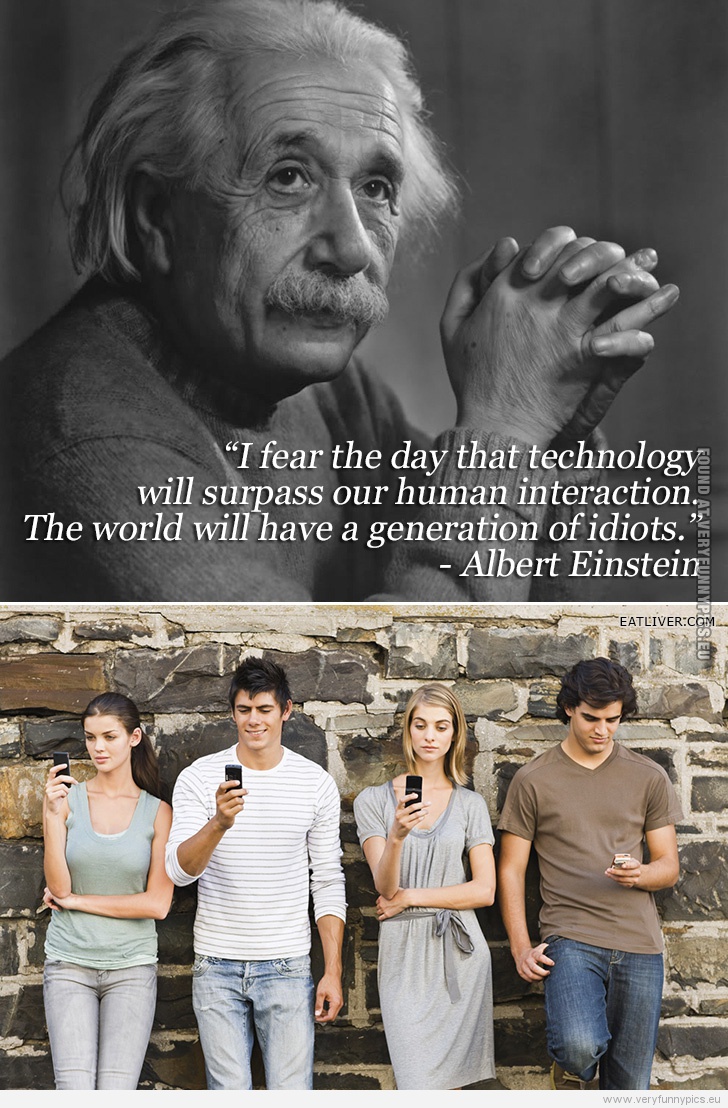 “I fear the day that technology
will surpass our human interaction.
The world will have a generation of idiots.”
- Albert Einstein
FOUND AT VERYFUNNYPICS.EU
EATLIVER.COM
www.veryfunnypics.eu